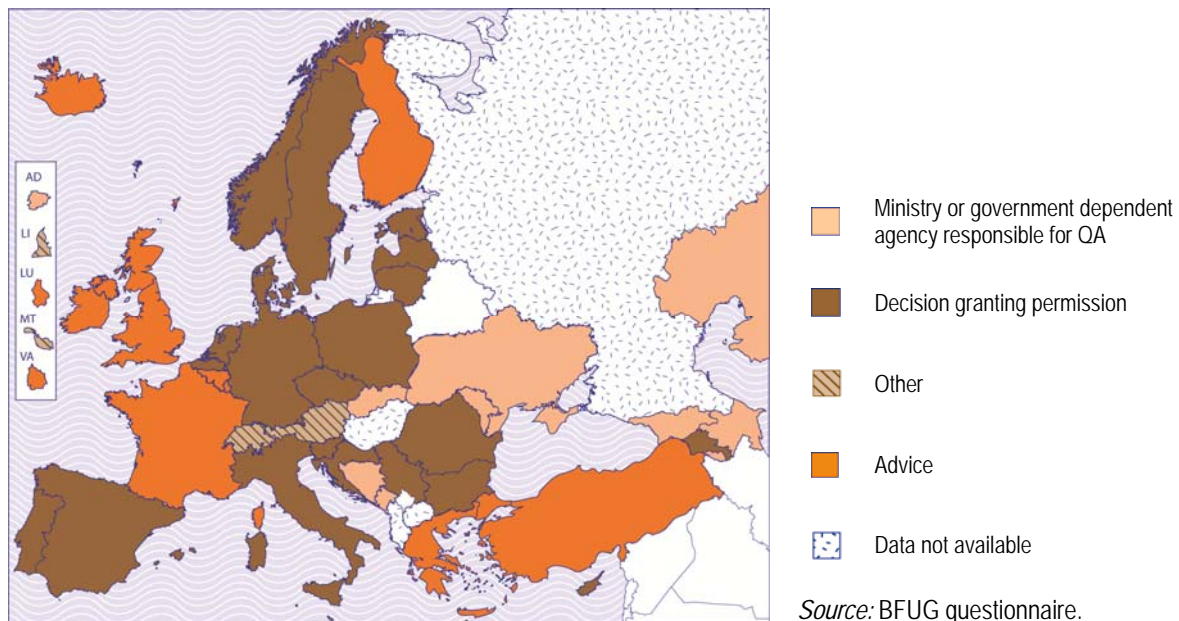 AD
LI
LU
MT
VA
Ministry or government dependent
agency responsible for QA
Decision granting permission
Other
Advice
Data not available
Source: BFUG questionnaire.